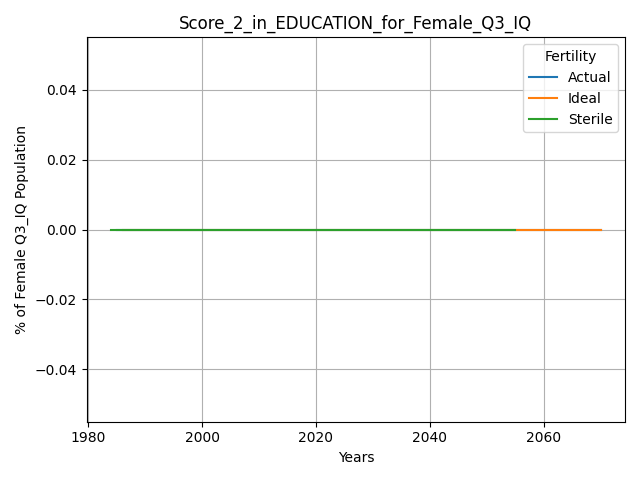 Score_2_in_EDUCATION_for_Female_Q3_IQ
Fertility
Actual
Ideal
Sterile
% of Female Q3_IQ Population
0.04
0.02
0.00
−0.02
−0.04
1980 2000 2020 2040 2060
Years